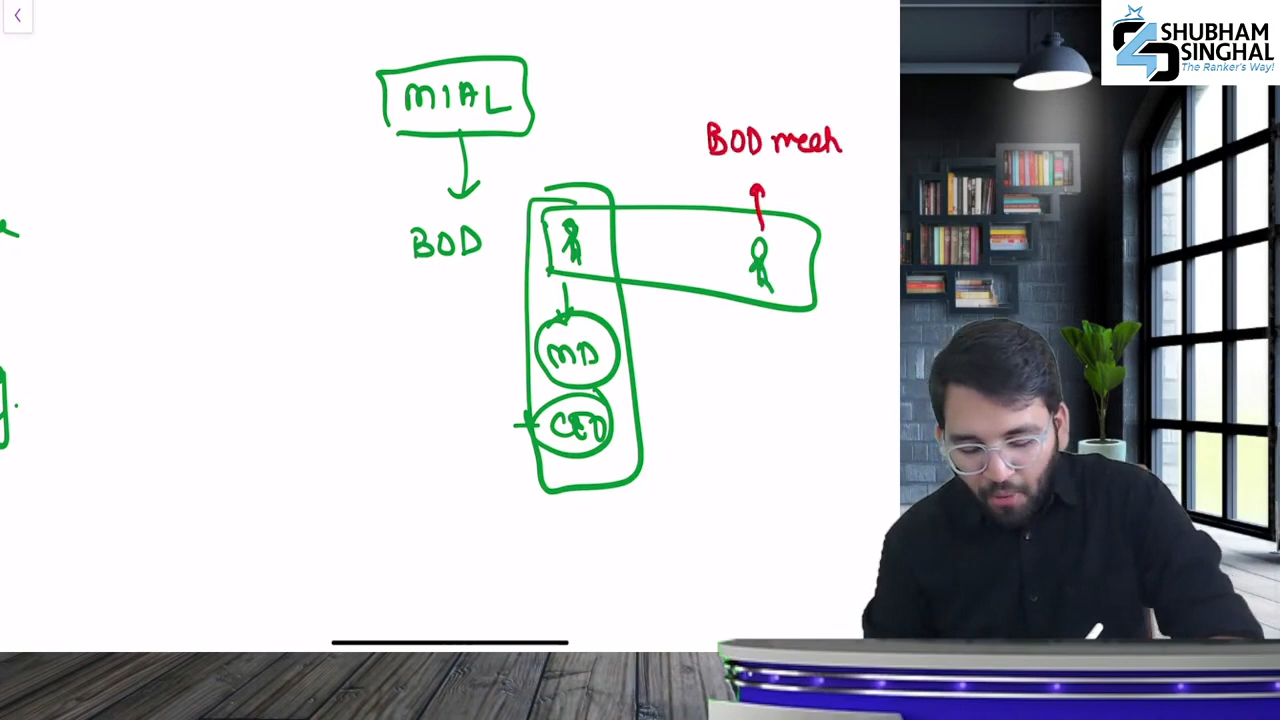 SHUBHAM
SINGHAL
The Ranker's Way!
MIAL
BOD meeh
BOD
MD
CEO